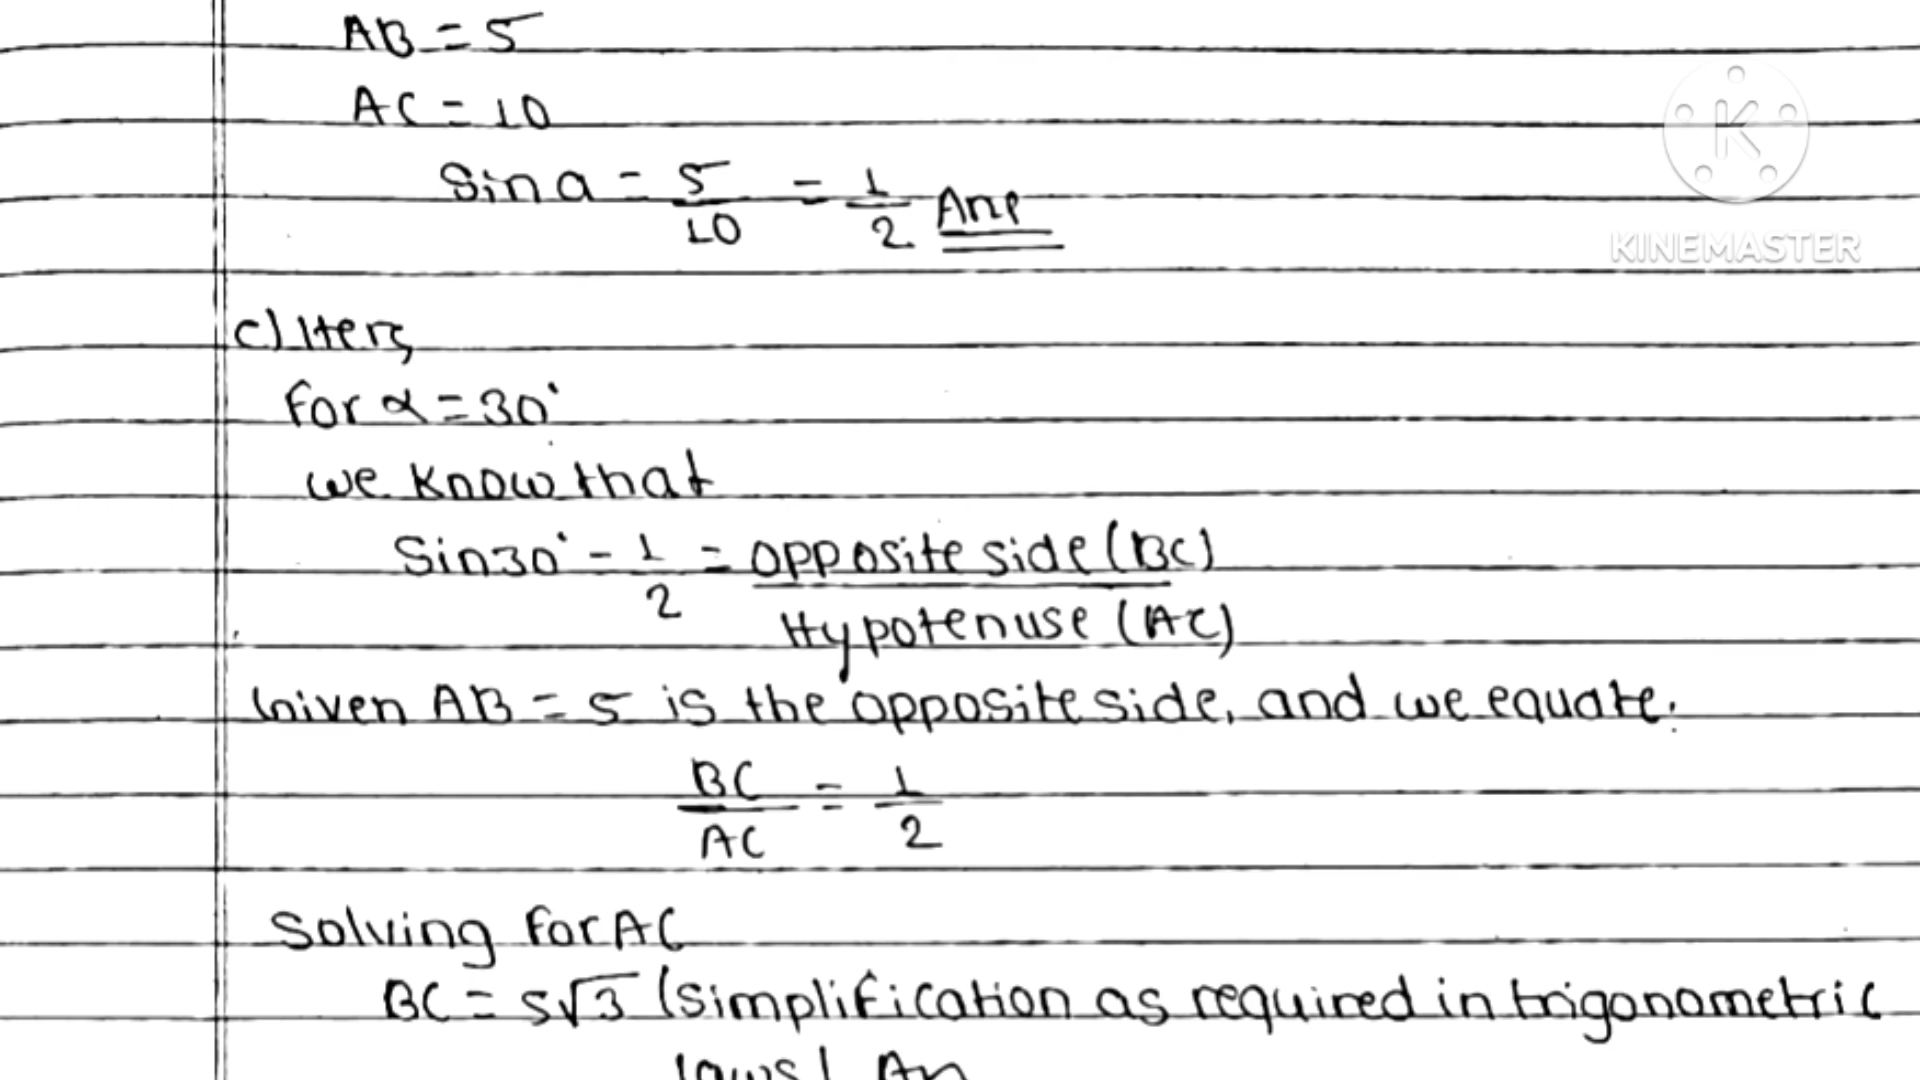 AB = 5
AC = 10
Sin a = 5/10 = 1/2 Ans
K
KINEMASTER
c) Here,
For α = 30°
we know that
Sin30° = 1/2 = opposite side (BC)/Hypotenuse (AC)
Given AB = 5 is the opposite side, and we equate:
BC/AC = 1/2
Solving for AC
BC = 5√3 (simplification as required in trigonometric
laws)